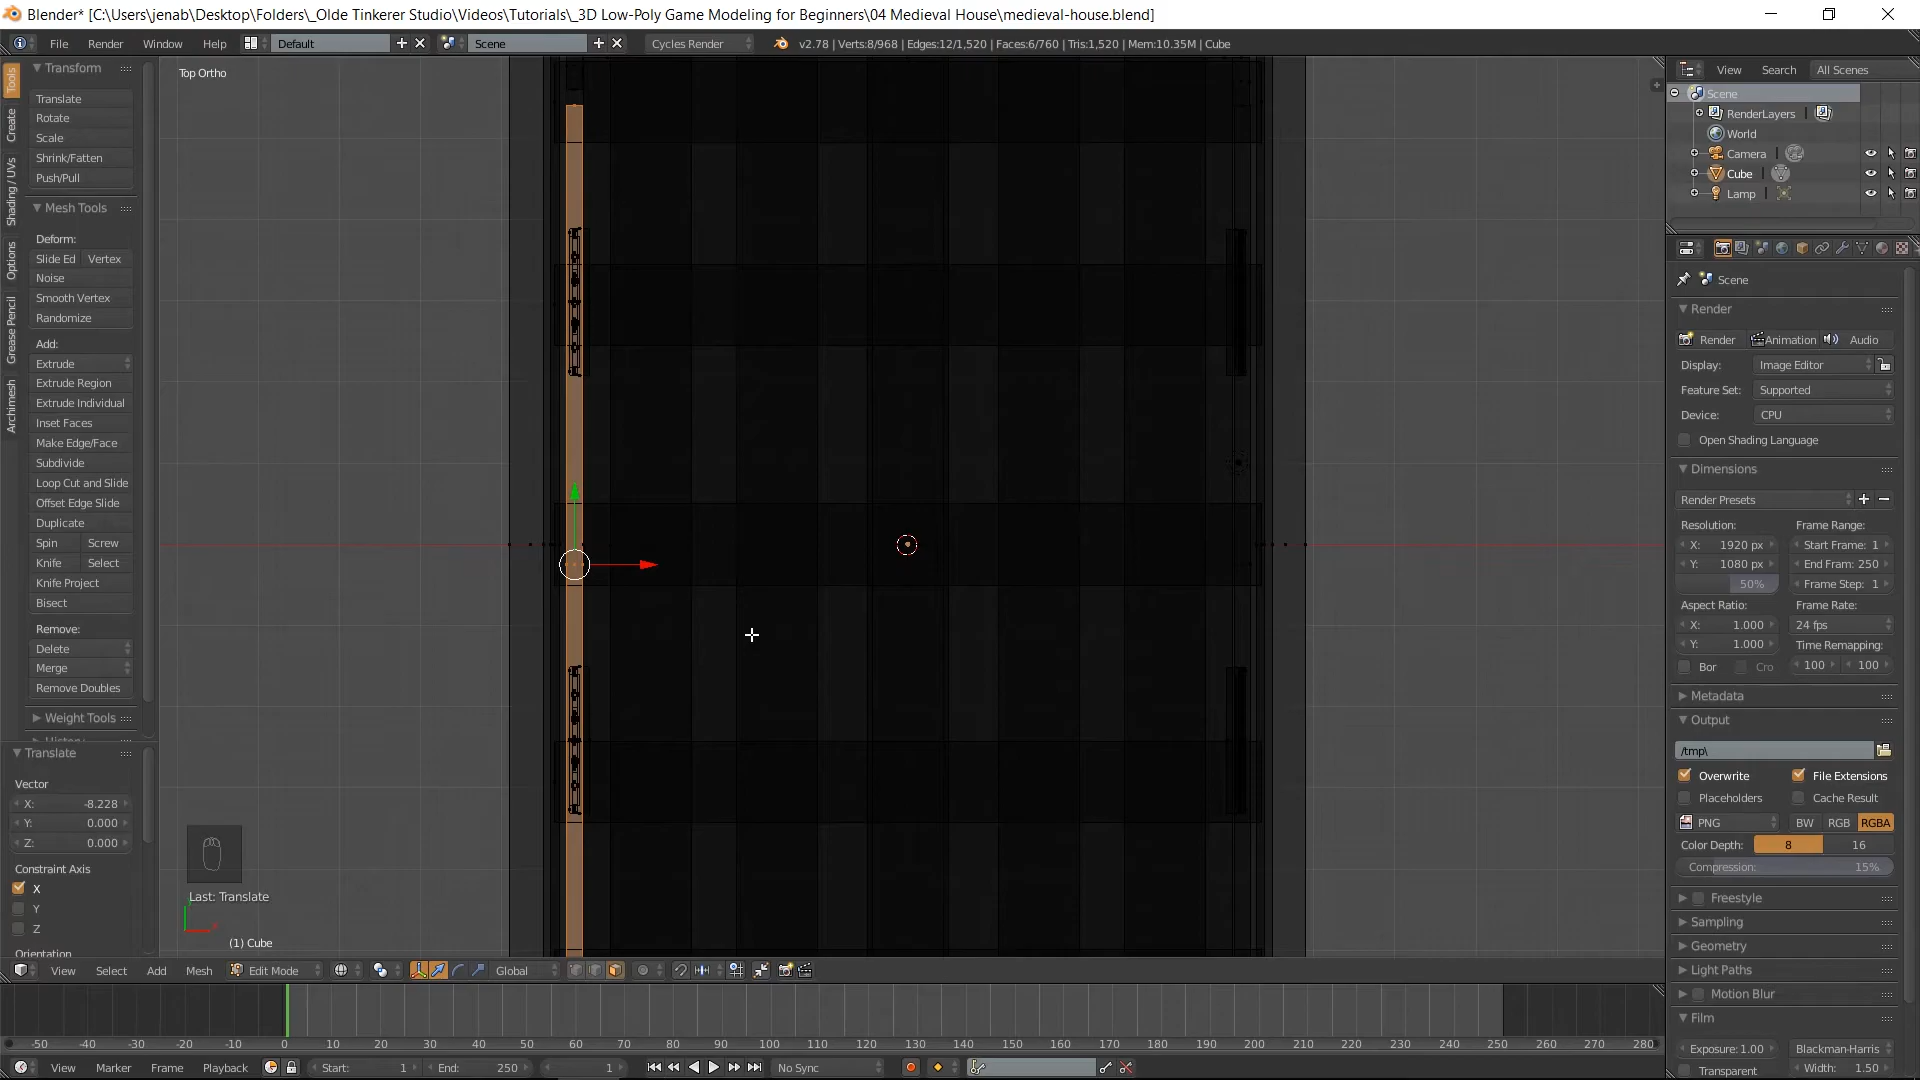 Blender* [C:\Users\jenab\Desktop\Folders\_Olde Tinkerer Studio\Videos\Tutorials\_3D Low-Poly Game Modeling for Beginners\04 Medieval House\medieval-house.blend]
File Render Window Help Default Scene Cycles Render v2.78 | Verts:8/968 | Edges:12/1,520 | Faces:6/760 | Tris:1,520 | Mem:10.35M | Cube
Tools
Create
Shading / UVs
Options
Grease Pencil
Archimesh
Transform
Translate
Rotate
Scale
Shrink/Fatten
Push/Pull
Mesh Tools
Deform:
Slide Ed Vertex
Noise
Smooth Vertex
Randomize
Add:
Extrude
Extrude Region
Extrude Individual
Inset Faces
Make Edge/Face
Subdivide
Loop Cut and Slide
Offset Edge Slide
Duplicate
Spin Screw
Knife Select
Knife Project
Bisect
Remove:
Delete
Merge
Remove Doubles
Weight Tools
Translate
Vector
X: -8.228
Y: 0.000
Z: 0.000
Constraint Axis
X
Y
Z
Orientation
Top Ortho
Last: Translate
(1) Cube
View Select Add Mesh Edit Mode Global
-50 -40 -30 -20 -10 0 10 20 30 40 50 60 70 80 90 100 110 120 130 140 150 160 170 180 190 200 210 220 230 240 250 260 270 280
View Marker Frame Playback Start: 1 End: 250 1 No Sync
View Search All Scenes
Scene
RenderLayers |
World
Camera |
Cube |
Lamp |
Scene
Render
Render Animation Audio
Display: Image Editor
Feature Set: Supported
Device: CPU
Open Shading Language
Dimensions
Render Presets
Resolution: Frame Range:
X: 1920 px Start Frame: 1
Y: 1080 px End Fram: 250
50% Frame Step: 1
Aspect Ratio: Frame Rate:
X: 1.000 24 fps
Y: 1.000 Time Remapping:
Bor Cro 100 100
Metadata
Output
/tmp\
Overwrite File Extensions
Placeholders Cache Result
PNG BW RGB RGBA
Color Depth: 8 16
Compression: 15%
Freestyle
Sampling
Geometry
Light Paths
Motion Blur
Film
Exposure: 1.00 Blackman-Harris
Transparent Width: 1.50